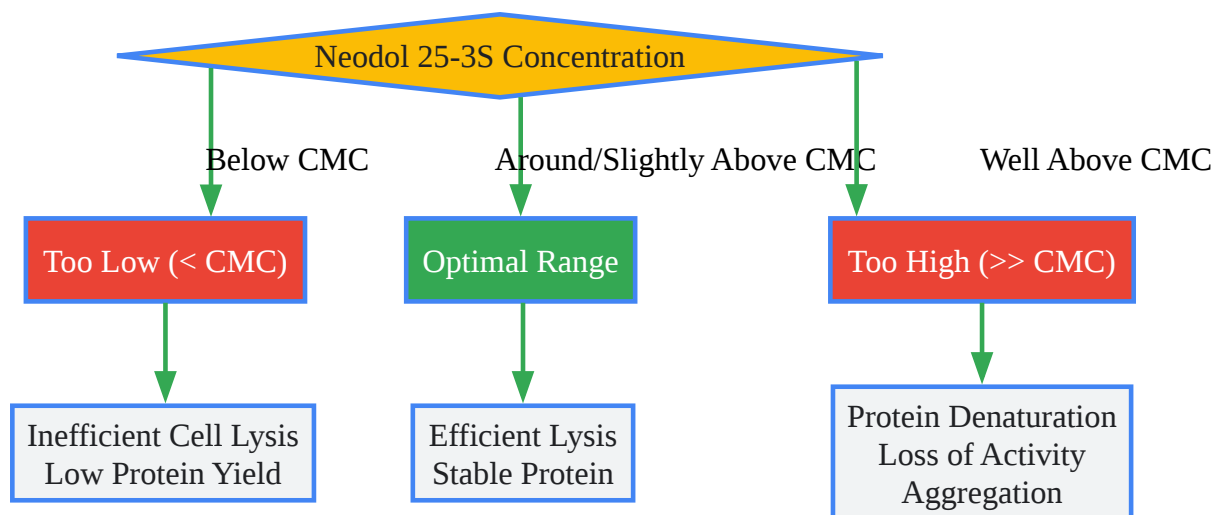 Neodol 25-3S Concentration
Below CMC
Around/Slightly Above CMC
Well Above CMC
Too Low (< CMC)
Optimal Range
Too High (>> CMC)
Inefficient Cell Lysis
Low Protein Yield
Efficient Lysis
Stable Protein
Protein Denaturation
Loss of Activity
Aggregation